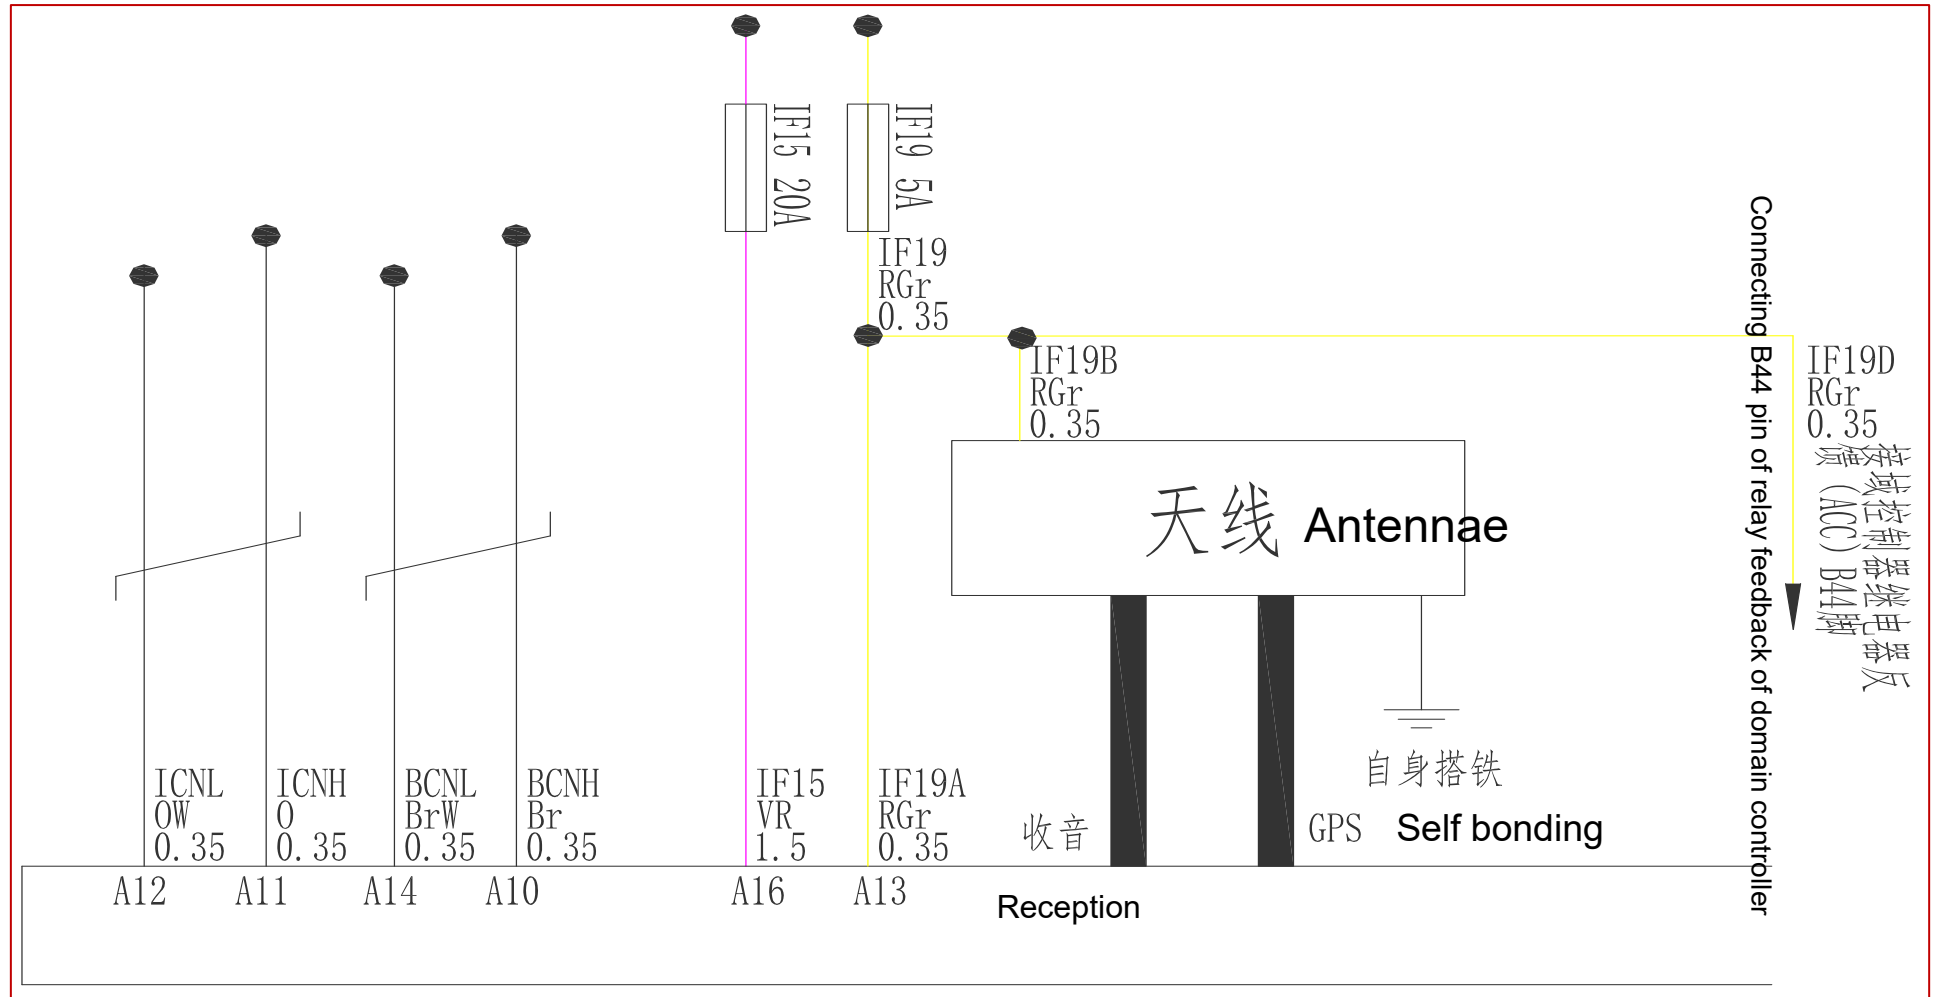 IF15 20A
IF19 5A
IF19
RGr
0.35
IF19B
RGr
0.35
IF19D
RGr
0.35
Connecting B44 pin of relay feedback of domain controller
接域控制器继电器反
馈（ACC）B44脚
天线 Antennae
ICNL
OW
0.35
ICNH
O
0.35
BCNL
BrW
0.35
BCNH
Br
0.35
IF15
VR
1.5
IF19A
RGr
0.35
收音
GPS
自身搭铁
Self bonding
A12
A11
A14
A10
A16
A13
Reception